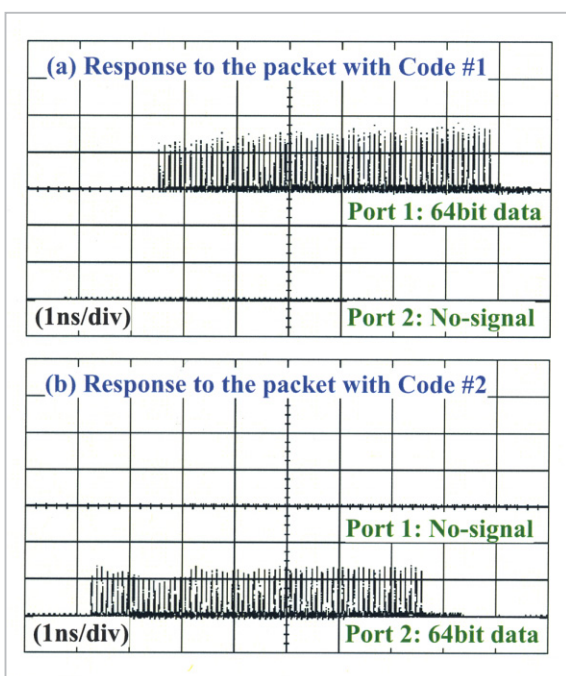 (a) Response to the packet with Code #1
Port 1: 64bit data
(1ns/div)
Port 2: No-signal
(b) Response to the packet with Code #2
Port 1: No-signal
(1ns/div)
Port 2: 64bit data